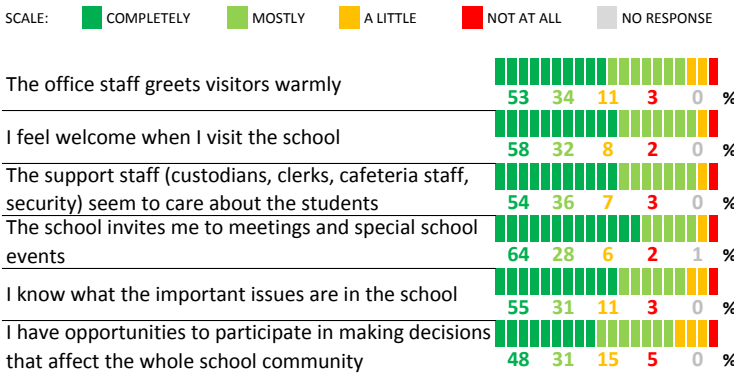 SCALE: COMPLETELY MOSTLY A LITTLE NOT AT ALL NO RESPONSE
The office staff greets visitors warmly
53 34 11 3 0 %
I feel welcome when I visit the school
58 32 8 2 0 %
The support staff (custodians, clerks, cafeteria staff,
security) seem to care about the students
54 36 7 3 0 %
The school invites me to meetings and special school
events
64 28 6 2 1 %
I know what the important issues are in the school
55 31 11 3 0 %
I have opportunities to participate in making decisions
that affect the whole school community
48 31 15 5 0 %